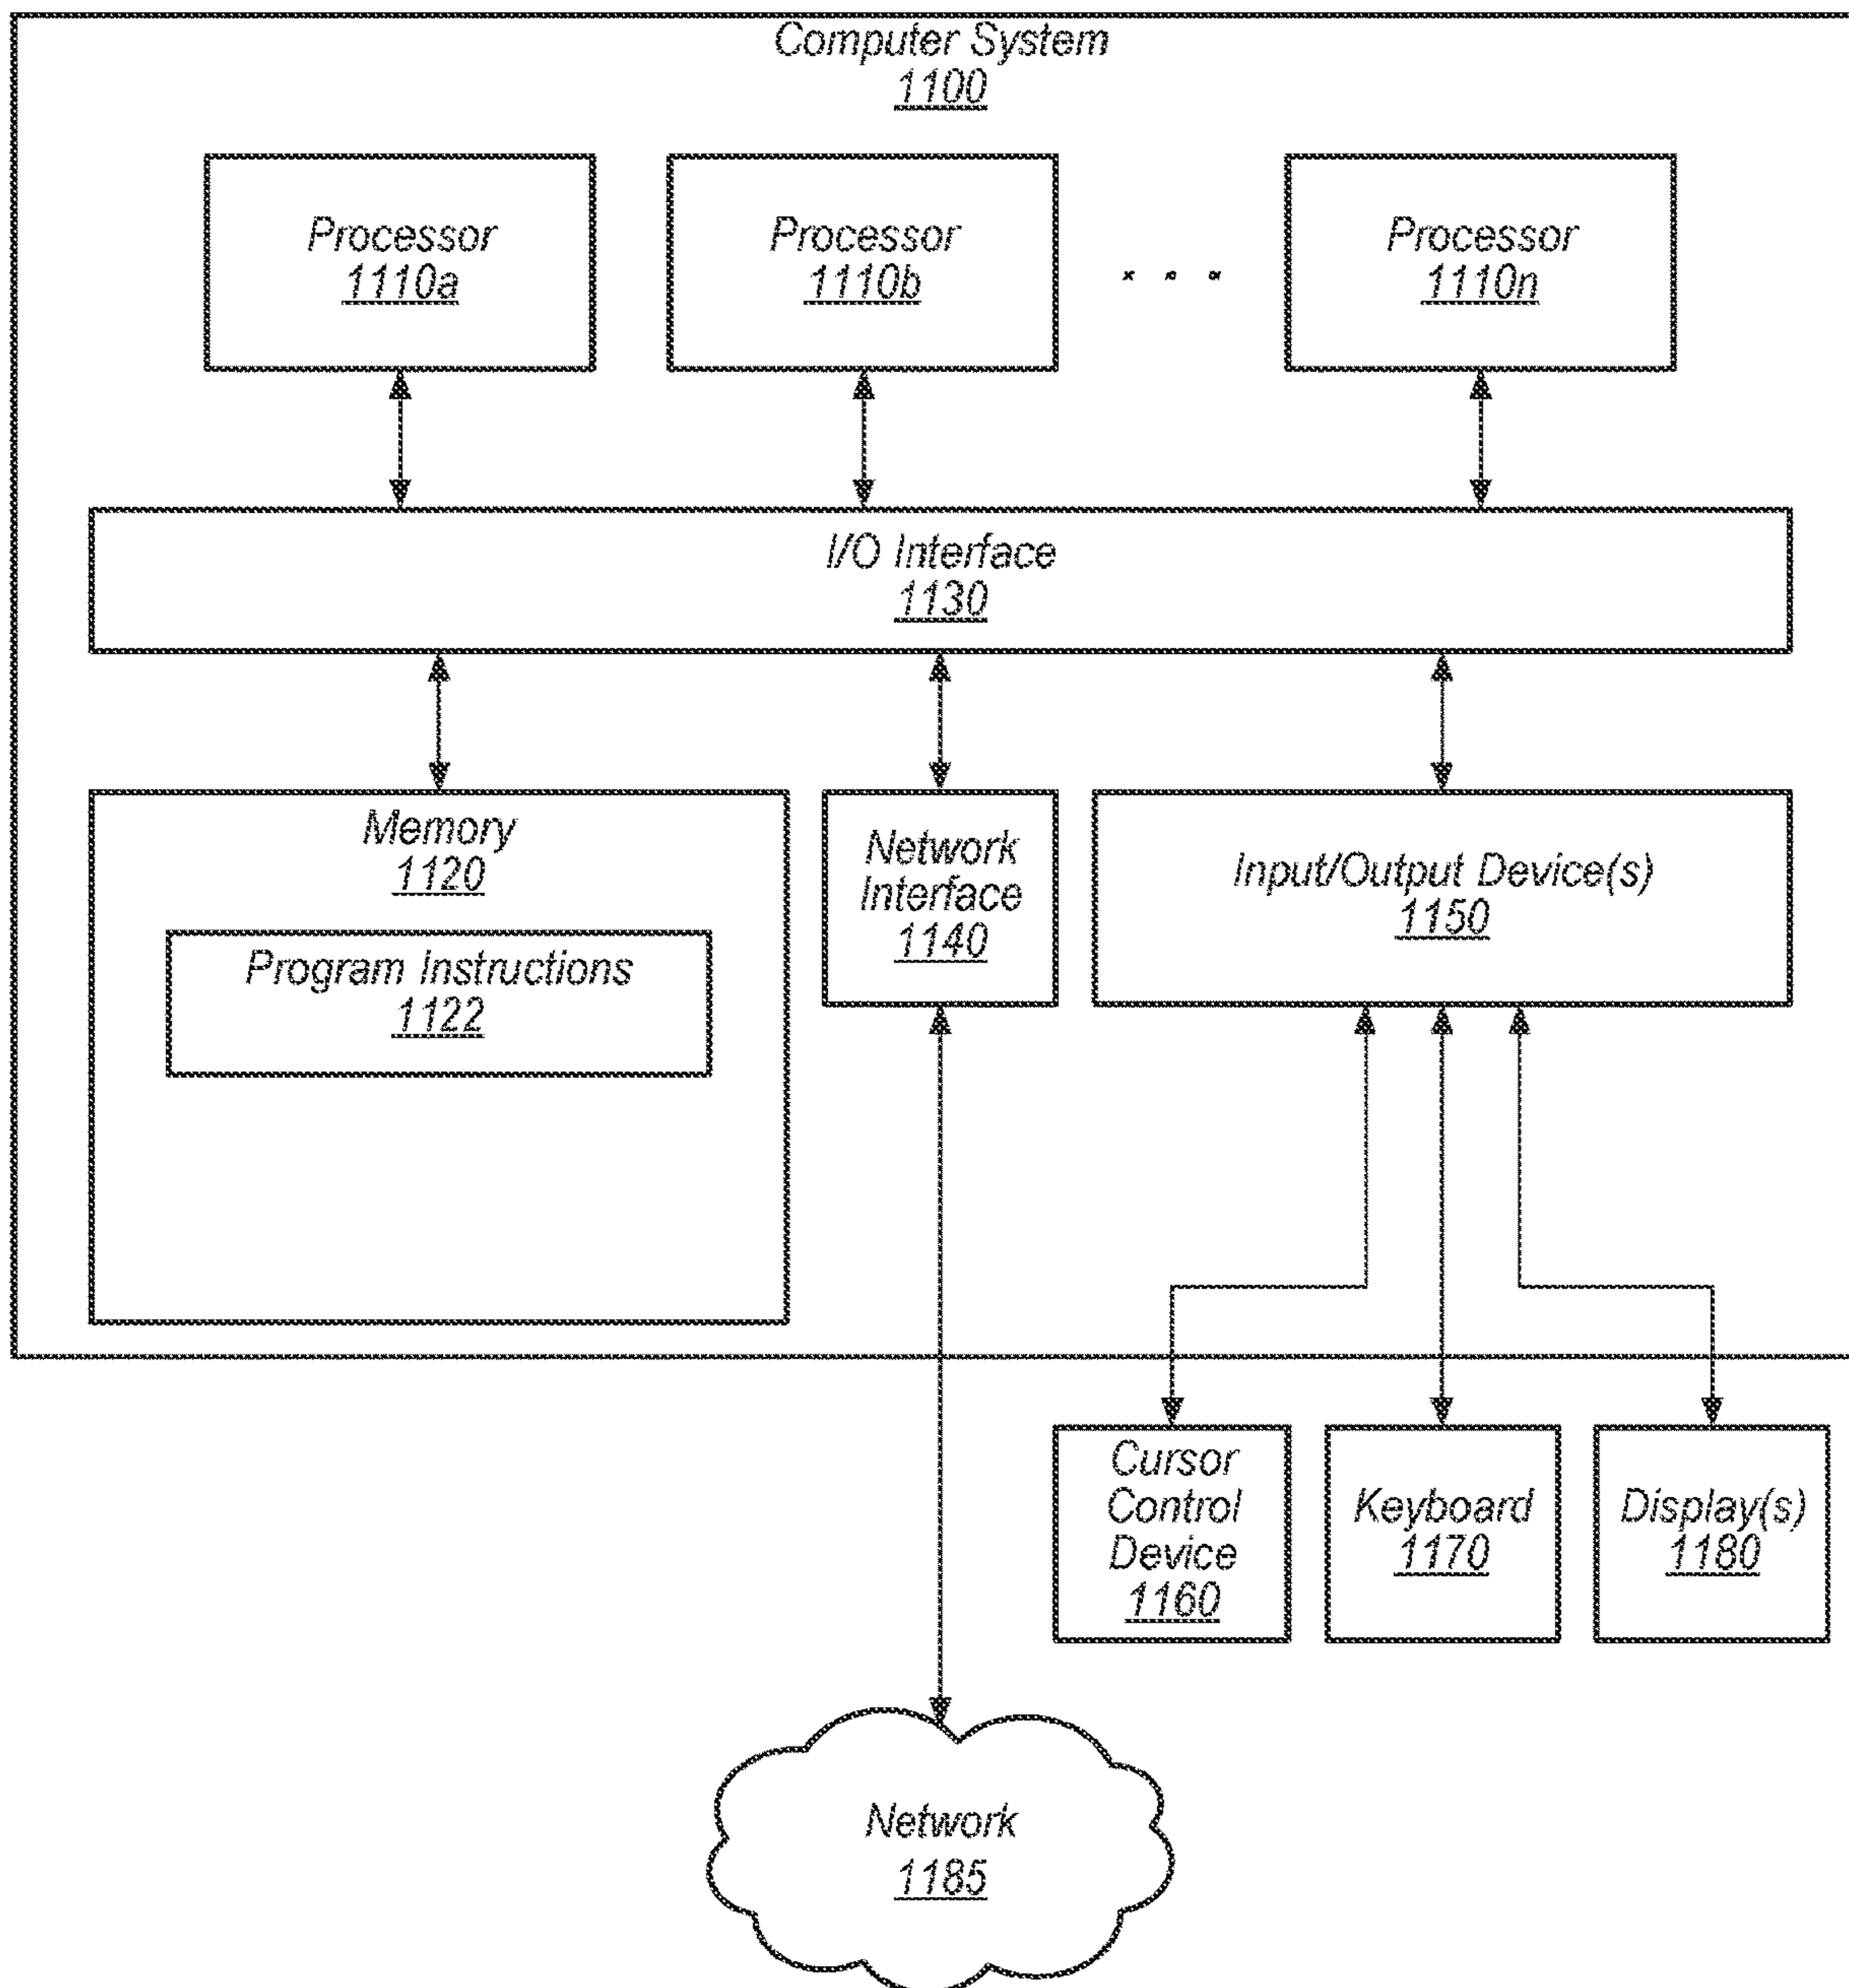 Computer System
1100
Processor
1110a
Processor
1110b
. . .
Processor
1110n
I/O Interface
1130
Memory
1120
Program Instructions
1122
Network
Interface
1140
Input/Output Device(s)
1150
Cursor
Control
Device
1160
Keyboard
1170
Display(s)
1180
Network
1185